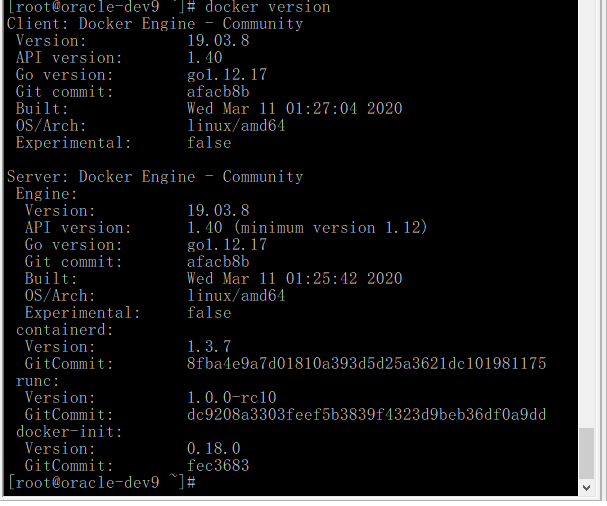 [root@oracle-dev9 ~]# docker version
Client: Docker Engine - Community
 Version:           19.03.8
 API version:       1.40
 Go version:        go1.12.17
 Git commit:        afacb8b
 Built:             Wed Mar 11 01:27:04 2020
 OS/Arch:           linux/amd64
 Experimental:      false

Server: Docker Engine - Community
 Engine:
  Version:          19.03.8
  API version:      1.40 (minimum version 1.12)
  Go version:       go1.12.17
  Git commit:       afacb8b
  Built:            Wed Mar 11 01:25:42 2020
  OS/Arch:          linux/amd64
  Experimental:     false
 containerd:
  Version:          1.3.7
  GitCommit:        8fba4e9a7d01810a393d5d25a3621dc101981175
 runc:
  Version:          1.0.0-rc10
  GitCommit:        dc9208a3303feef5b3839f4323d9beb36df0a9dd
 docker-init:
  Version:          0.18.0
  GitCommit:        fec3683
[root@oracle-dev9 ~]#